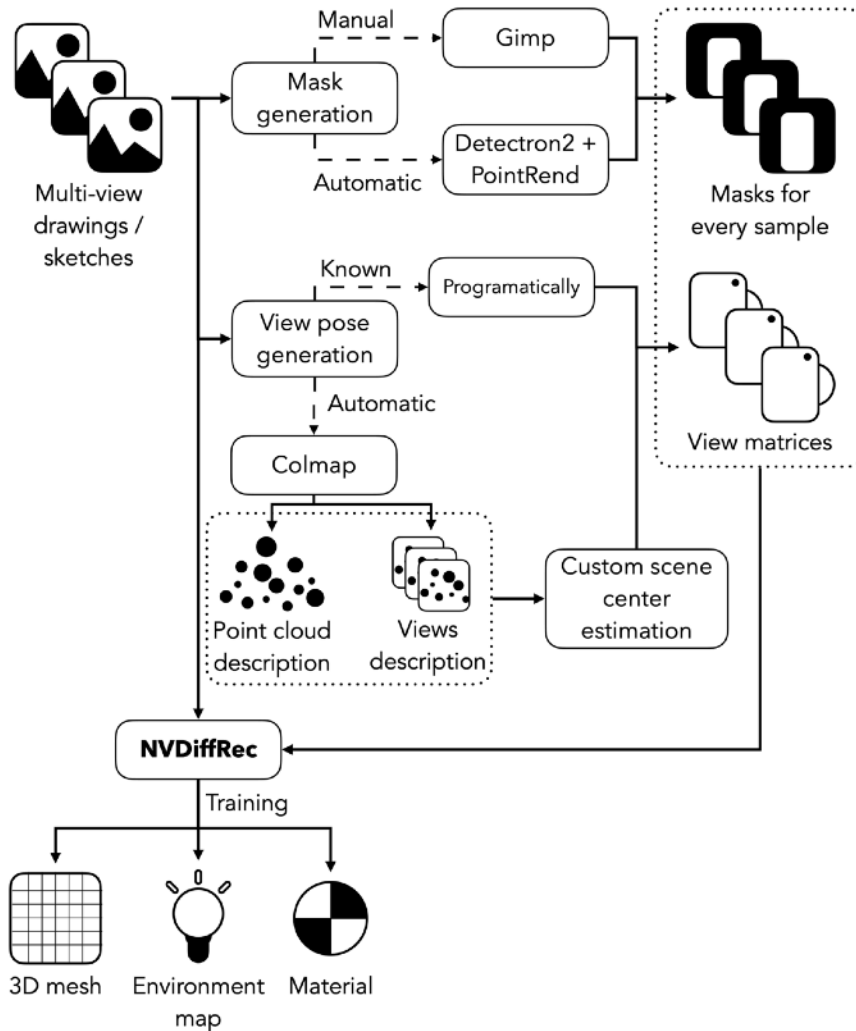 Manual
Gimp
Mask
generation
Automatic
Detectron2 +
PointRend
Multi-view
drawings /
sketches
Masks for
every sample
Known
Programatically
View pose
generation
Automatic
View matrices
Colmap
Point cloud
description
Views
description
Custom scene
center
estimation
NVDiffRec
Training
3D mesh
Environment
map
Material